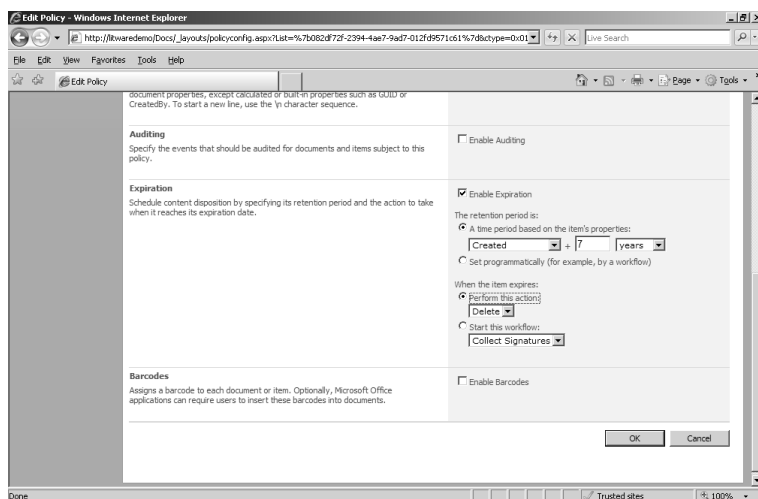 Edit Policy - Windows Internet Explorer
http://litwaredemo/Docs/_layouts/policyconfig.aspx?List=%7b082df72f-2394-4ae7-9ad7-012fd9571c61%7d&ctype=0x01
Live Search
File Edit View Favorites Tools Help
Edit Policy
Page Tools
document properties, except calculated or built-in properties such as GUID or
CreatedBy. To start a new line, use the \n character sequence.
Auditing
Specify the events that should be audited for documents and items subject to this
policy.
Enable Auditing
Expiration
Schedule content disposition by specifying its retention period and the action to take
when it reaches its expiration date.
Enable Expiration
The retention period is:
A time period based on the item's properties:
Created + 7 years
Set programmatically (for example, by a workflow)
When the item expires:
Perform this action:
Delete
Start this workflow:
Collect Signatures
Barcodes
Assigns a barcode to each document or item. Optionally, Microsoft Office
applications can require users to insert these barcodes into documents.
Enable Barcodes
OK Cancel
Done Trusted sites 100%